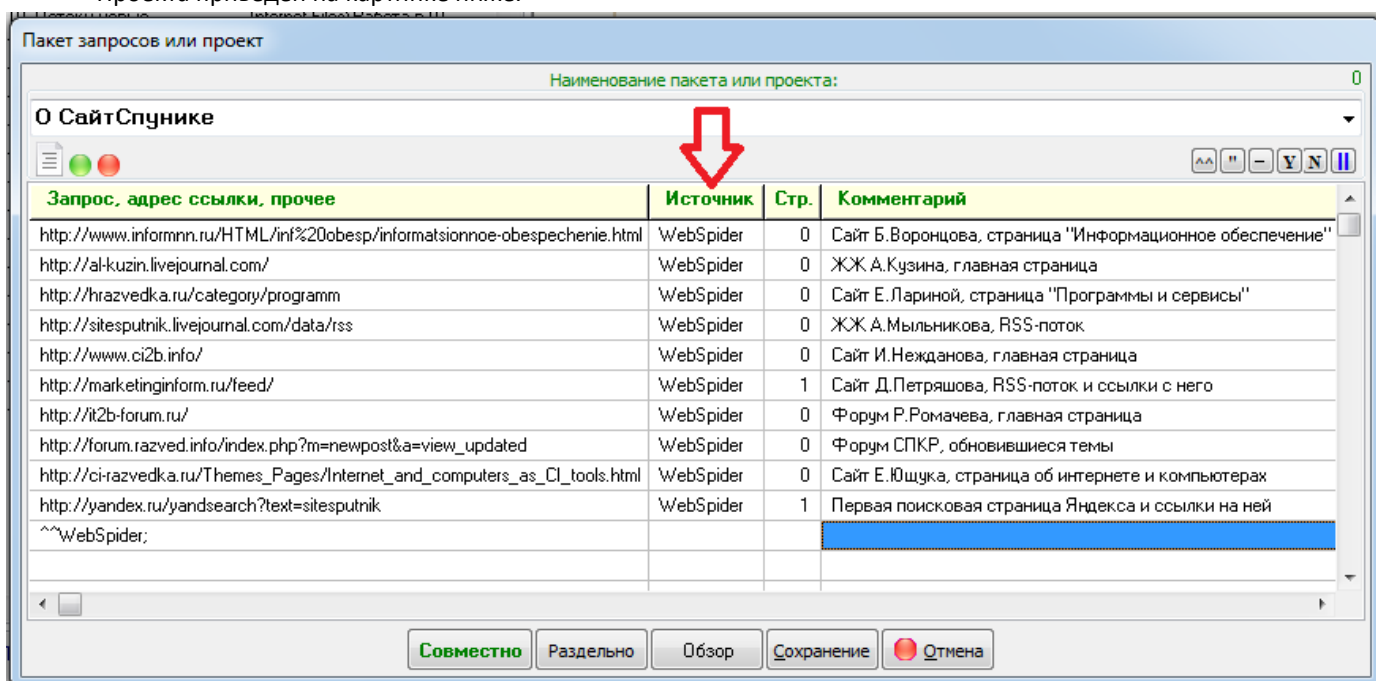 Проекта приведен на картинке ниже.
Пакет запросов или проект
Наименование пакета или проекта: 0
О СайтСпунике
^^ " – Y N ||
Запрос, адрес ссылки, прочее Источник Стр. Комментарий
http://www.informnn.ru/HTML/inf%20obesp/informatsionnoe-obespechenie.html WebSpider 0 Сайт Б.Воронцова, страница "Информационное обеспечение"
http://al-kuzin.livejournal.com/ WebSpider 0 ЖЖ А.Кузина, главная страница
http://hrazvedka.ru/category/programm WebSpider 0 Сайт Е.Лариной, страница "Программы и сервисы"
http://sitesputnik.livejournal.com/data/rss WebSpider 0 ЖЖ А.Мыльникова, RSS-поток
http://www.ci2b.info/ WebSpider 0 Сайт И.Нежданова, главная страница
http://marketinginform.ru/feed/ WebSpider 1 Сайт Д.Петряшова, RSS-поток и ссылки с него
http://it2b-forum.ru/ WebSpider 0 Форум Р.Ромачева, главная страница
http://forum.razved.info/index.php?m=newpost&a=view_updated WebSpider 0 Форум СПКР, обновившиеся темы
http://ci-razvedka.ru/Themes_Pages/Internet_and_computers_as_CI_tools.html WebSpider 0 Сайт Е.Ющука, страница об интернете и компьютерах
http://yandex.ru/yandsearch?text=sitesputnik WebSpider 1 Первая поисковая страница Яндекса и ссылки на ней
^^WebSpider;
Совместно Раздельно Обзор Сохранение Отмена